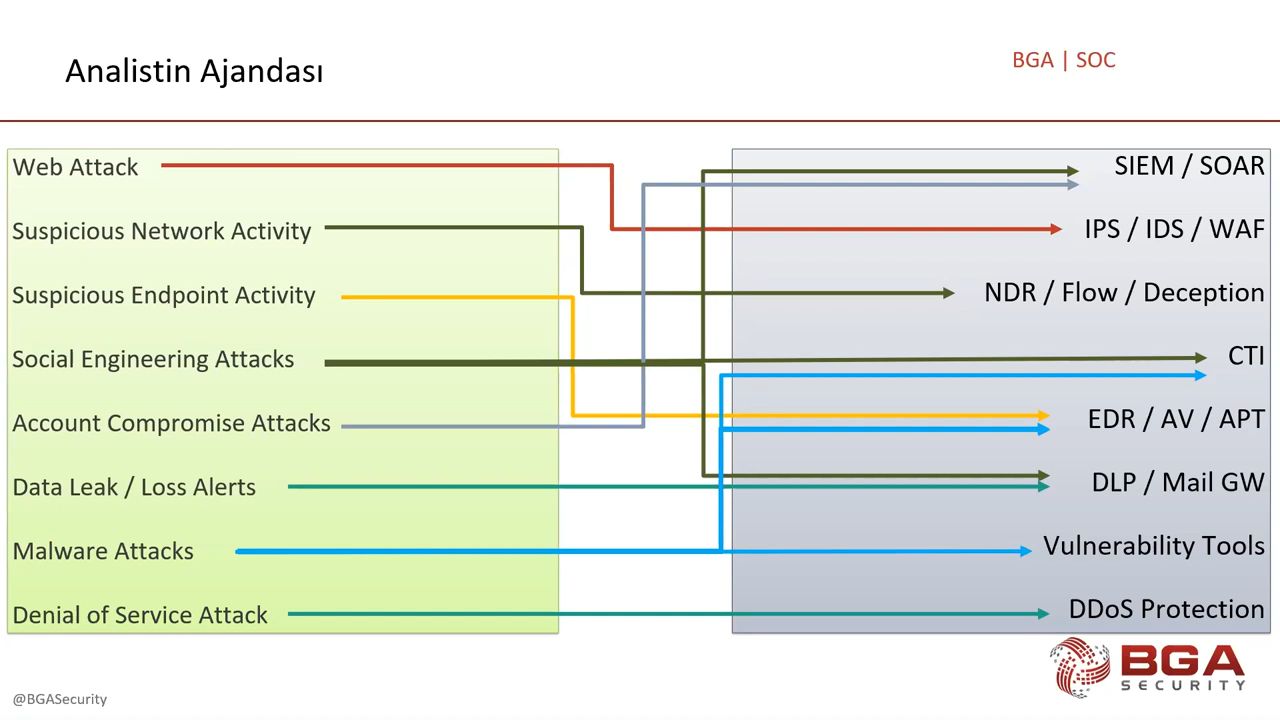 Analistin Ajandası
BGA | SOC
Web Attack
Suspicious Network Activity
Suspicious Endpoint Activity
Social Engineering Attacks
Account Compromise Attacks
Data Leak / Loss Alerts
Malware Attacks
Denial of Service Attack
SIEM / SOAR
IPS / IDS / WAF
NDR / Flow / Deception
CTI
EDR / AV / APT
DLP / Mail GW
Vulnerability Tools
DDoS Protection
BGA
SECURITY
@BGASecurity